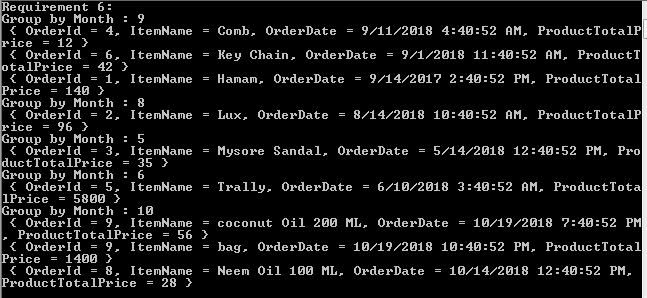 Requirement 6:
Group by Month : 9
 { OrderId = 4, ItemName = Comb, OrderDate = 9/11/2018 4:40:52 AM, ProductTotalP
rice = 12 }
 { OrderId = 6, ItemName = Key Chain, OrderDate = 9/1/2018 11:40:52 AM, ProductT
otalPrice = 42 }
 { OrderId = 1, ItemName = Hamam, OrderDate = 9/14/2017 2:40:52 PM, ProductTotal
Price = 140 }
Group by Month : 8
 { OrderId = 2, ItemName = Lux, OrderDate = 8/14/2018 10:40:52 AM, ProductTotalP
rice = 96 }
Group by Month : 5
 { OrderId = 3, ItemName = Mysore Sandal, OrderDate = 5/14/2018 12:40:52 PM, Pro
ductTotalPrice = 35 }
Group by Month : 6
 { OrderId = 5, ItemName = Trally, OrderDate = 6/10/2018 3:40:52 AM, ProductTota
lPrice = 5800 }
Group by Month : 10
 { OrderId = 9, ItemName = coconut Oil 200 ML, OrderDate = 10/19/2018 7:40:52 PM
, ProductTotalPrice = 56 }
 { OrderId = 9, ItemName = bag, OrderDate = 10/19/2018 10:40:52 PM, ProductTotal
Price = 1400 }
 { OrderId = 8, ItemName = Neem Oil 100 ML, OrderDate = 10/14/2018 12:40:52 PM,
ProductTotalPrice = 28 }